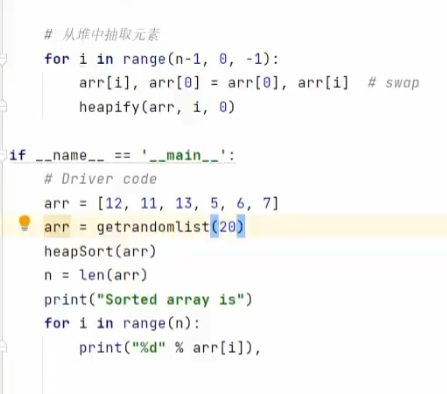 # 从堆中抽取元素
for i in range(n-1, 0, -1):
arr[i], arr[0] = arr[0], arr[i]  # swap
heapify(arr, i, 0)
if __name__ == '__main__':
# Driver code
arr = [12, 11, 13, 5, 6, 7]
arr = getrandomlist(20)
heapSort(arr)
n = len(arr)
print("Sorted array is")
for i in range(n):
print("%d" % arr[i]),